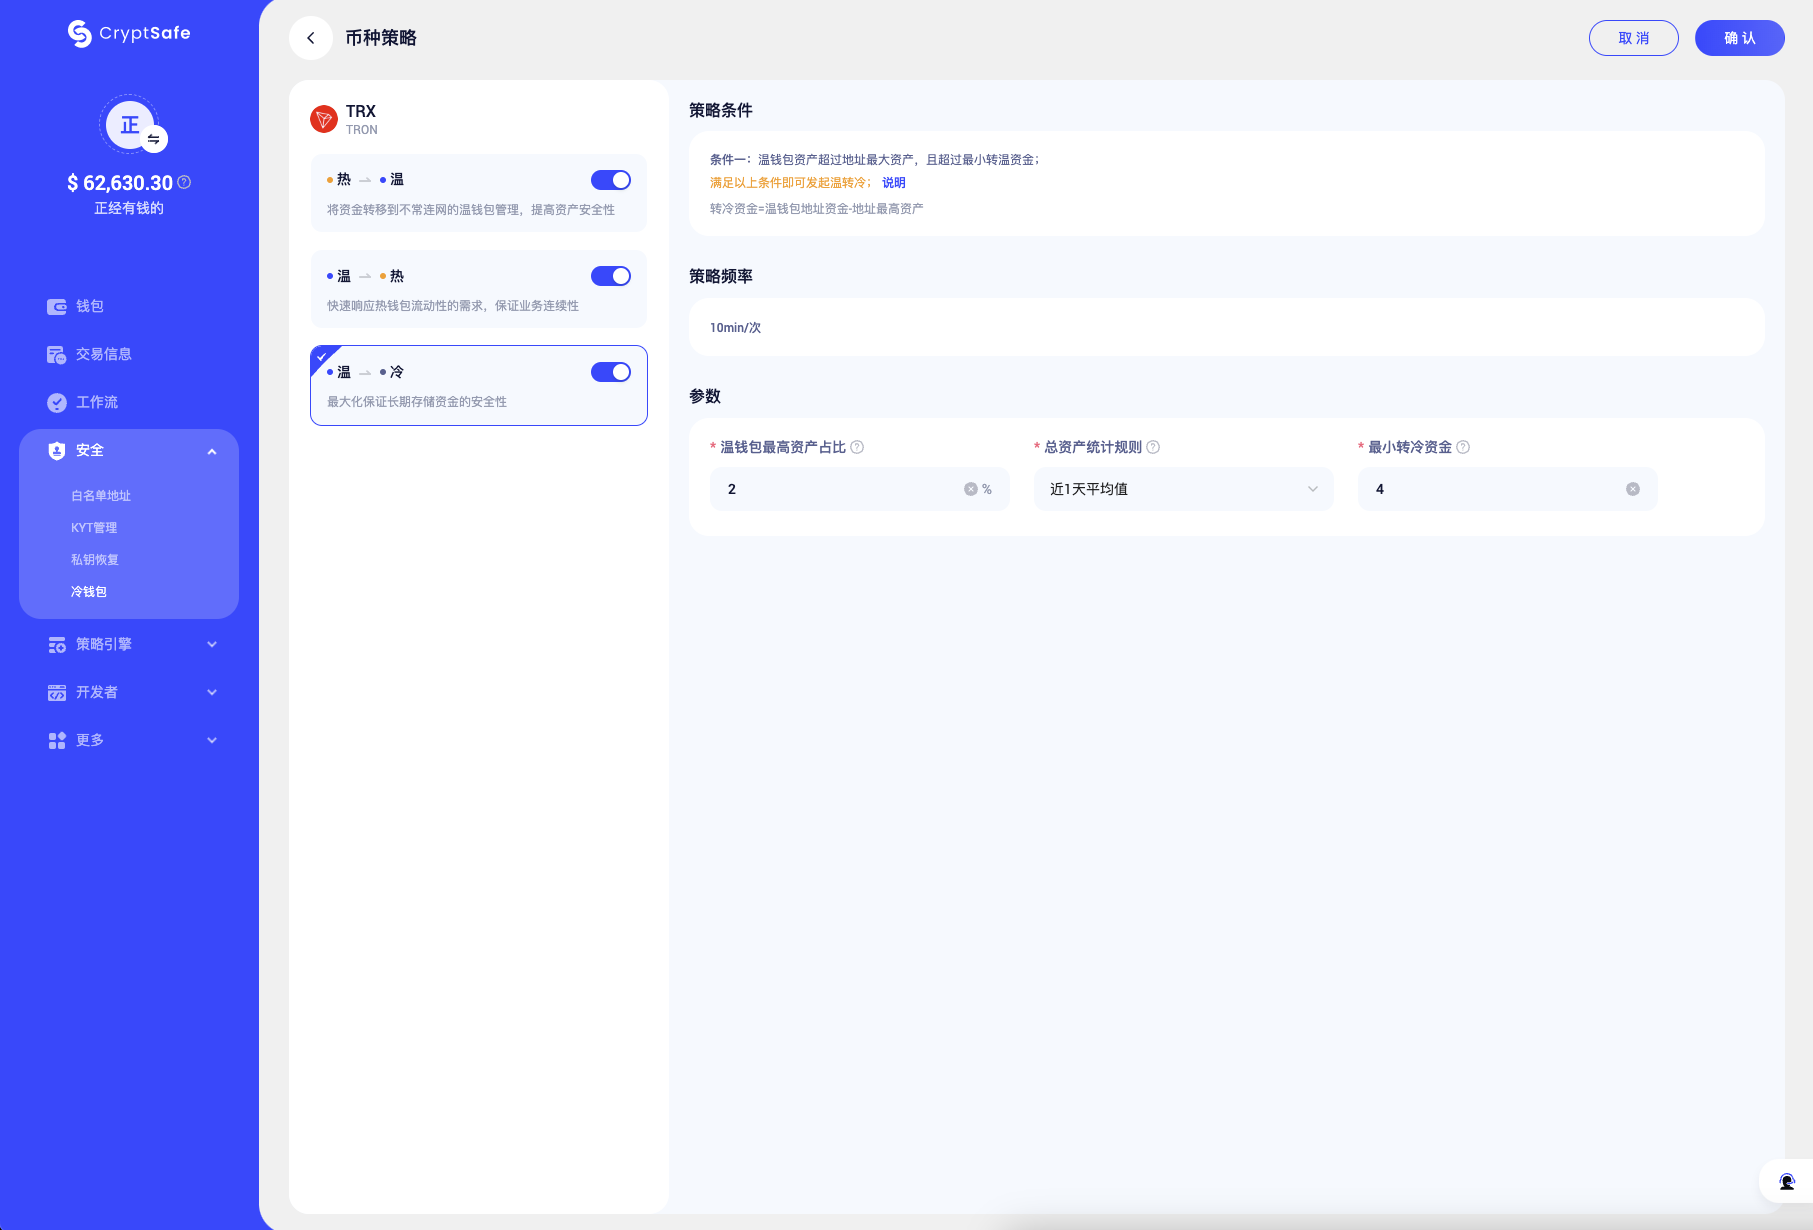 CryptSafe
正
$ 62,630.30
正经有钱的
钱包
交易信息
工作流
安全
白名单地址
KYT管理
私钥恢复
冷钱包
策略引擎
开发者
更多
币种策略
取 消
确 认
TRX
TRON
热 温
将资金转移到不常连网的温钱包管理，提高资产安全性
温 热
快速响应热钱包流动性的需求，保证业务连续性
温 冷
最大化保证长期存储资金的安全性
策略条件
条件一：温钱包资产超过地址最大资产，且超过最小转温资金；
满足以上条件即可发起温转冷； 说明
转冷资金=温钱包地址资金-地址最高资产
策略频率
10min/次
参数
* 温钱包最高资产占比
2 %
* 总资产统计规则
近1天平均值
* 最小转冷资金
4